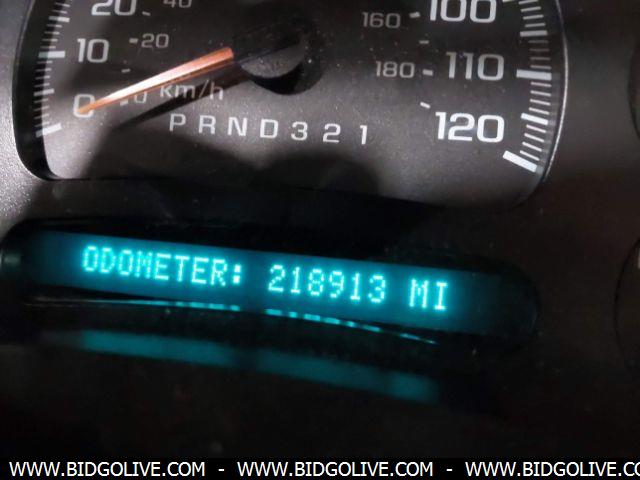 20 40 160 100
10 20 180 110
0 0 km/h 120
PRND321
ODOMETER: 218913 MI
WWW.BIDGOLIVE.COM - WWW.BIDGOLIVE.COM - WWW.BIDGOLIVE.CO